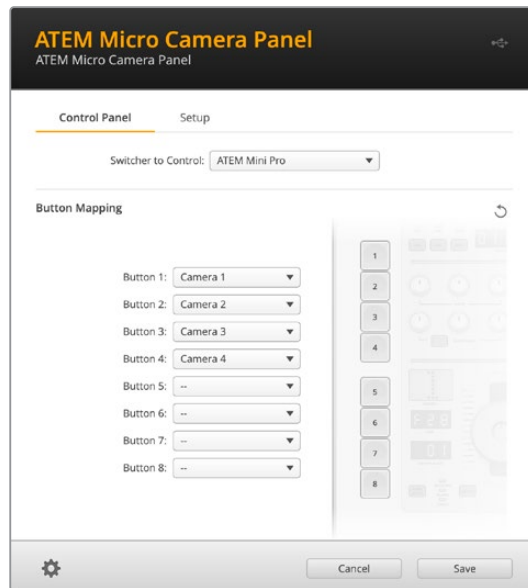 ATEM Micro Camera Panel
ATEM Micro Camera Panel
Control Panel Setup
Switcher to Control: ATEM Mini Pro
Button Mapping
Button 1: Camera 1
Button 2: Camera 2
Button 3: Camera 3
Button 4: Camera 4
Button 5: --
Button 6: --
Button 7: --
Button 8: --
1
2
3
4
5
6
7
8
Cancel Save